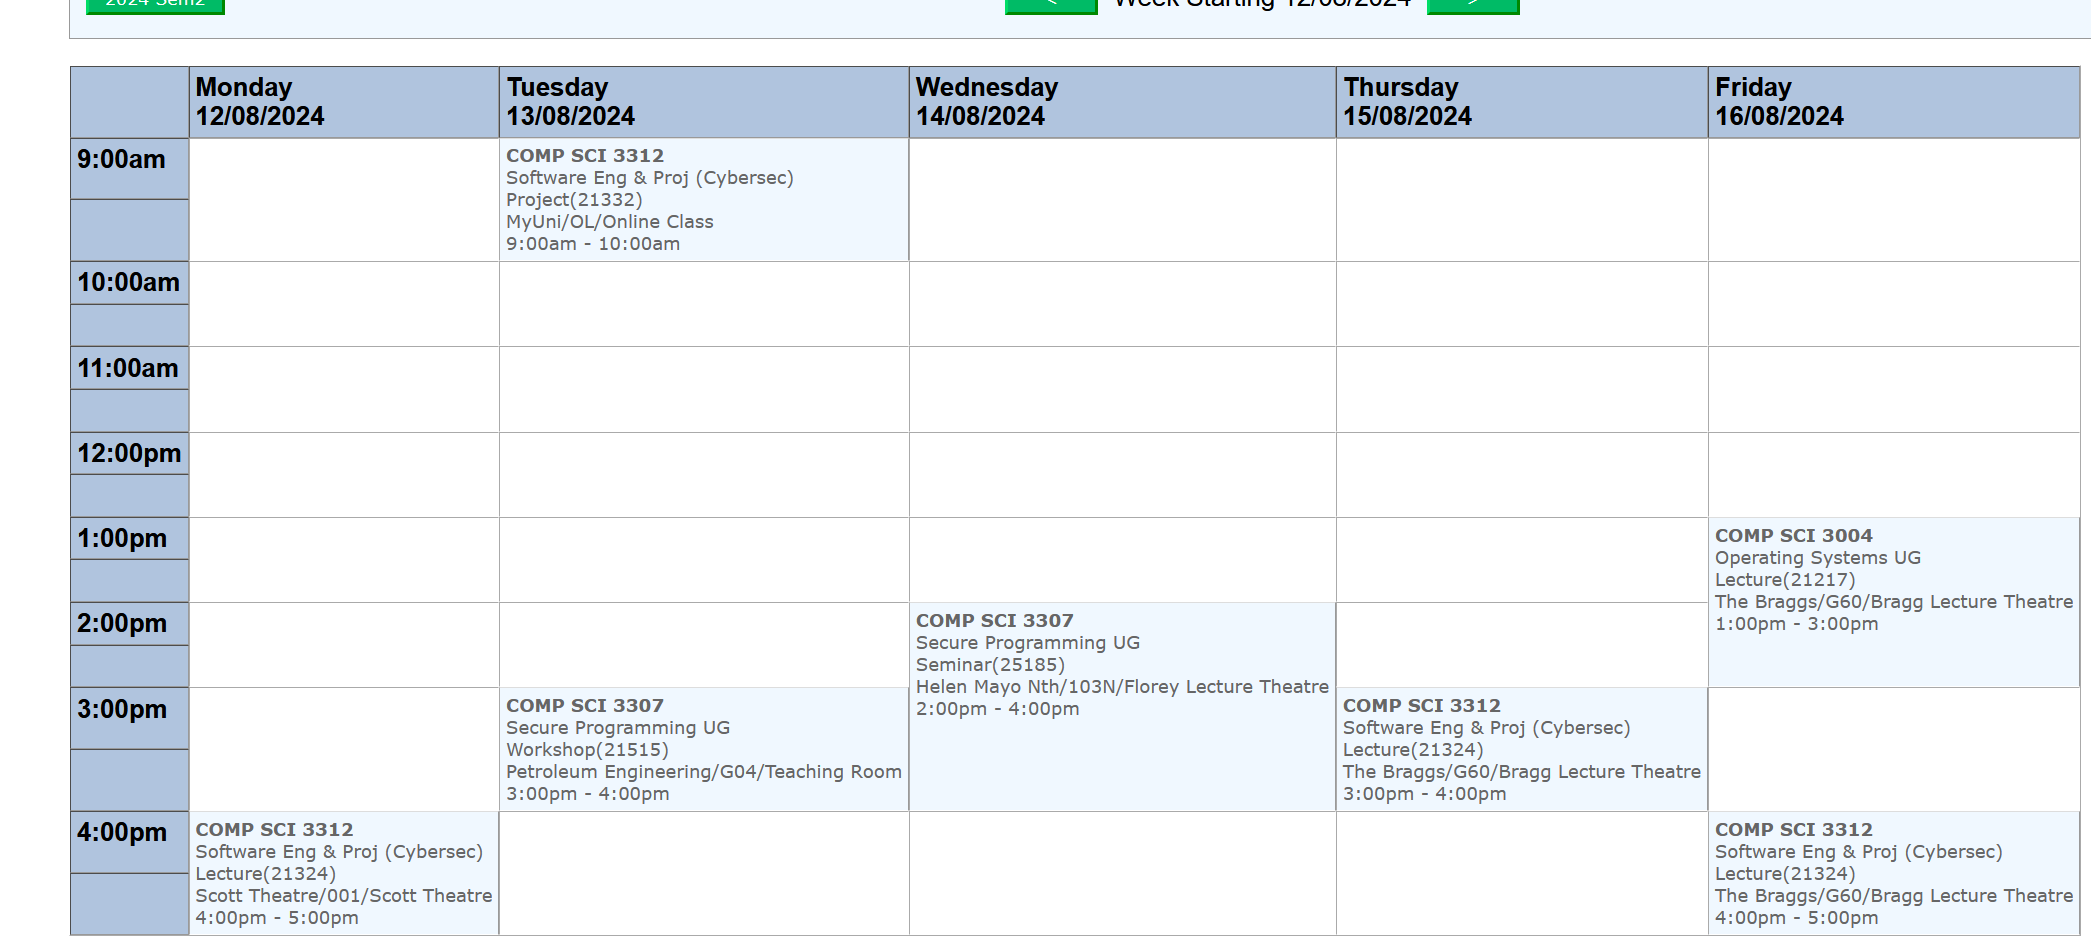 2024 Sem2
<
Week Starting 12/08/2024
>
Monday
12/08/2024
Tuesday
13/08/2024
Wednesday
14/08/2024
Thursday
15/08/2024
Friday
16/08/2024
9:00am
COMP SCI 3312
Software Eng & Proj (Cybersec)
Project(21332)
MyUni/OL/Online Class
9:00am - 10:00am
10:00am
11:00am
12:00pm
1:00pm
COMP SCI 3004
Operating Systems UG
Lecture(21217)
The Braggs/G60/Bragg Lecture Theatre
1:00pm - 3:00pm
2:00pm
COMP SCI 3307
Secure Programming UG
Seminar(25185)
Helen Mayo Nth/103N/Florey Lecture Theatre
2:00pm - 4:00pm
3:00pm
COMP SCI 3307
Secure Programming UG
Workshop(21515)
Petroleum Engineering/G04/Teaching Room
3:00pm - 4:00pm
COMP SCI 3312
Software Eng & Proj (Cybersec)
Lecture(21324)
The Braggs/G60/Bragg Lecture Theatre
3:00pm - 4:00pm
4:00pm
COMP SCI 3312
Software Eng & Proj (Cybersec)
Lecture(21324)
Scott Theatre/001/Scott Theatre
4:00pm - 5:00pm
COMP SCI 3312
Software Eng & Proj (Cybersec)
Lecture(21324)
The Braggs/G60/Bragg Lecture Theatre
4:00pm - 5:00pm